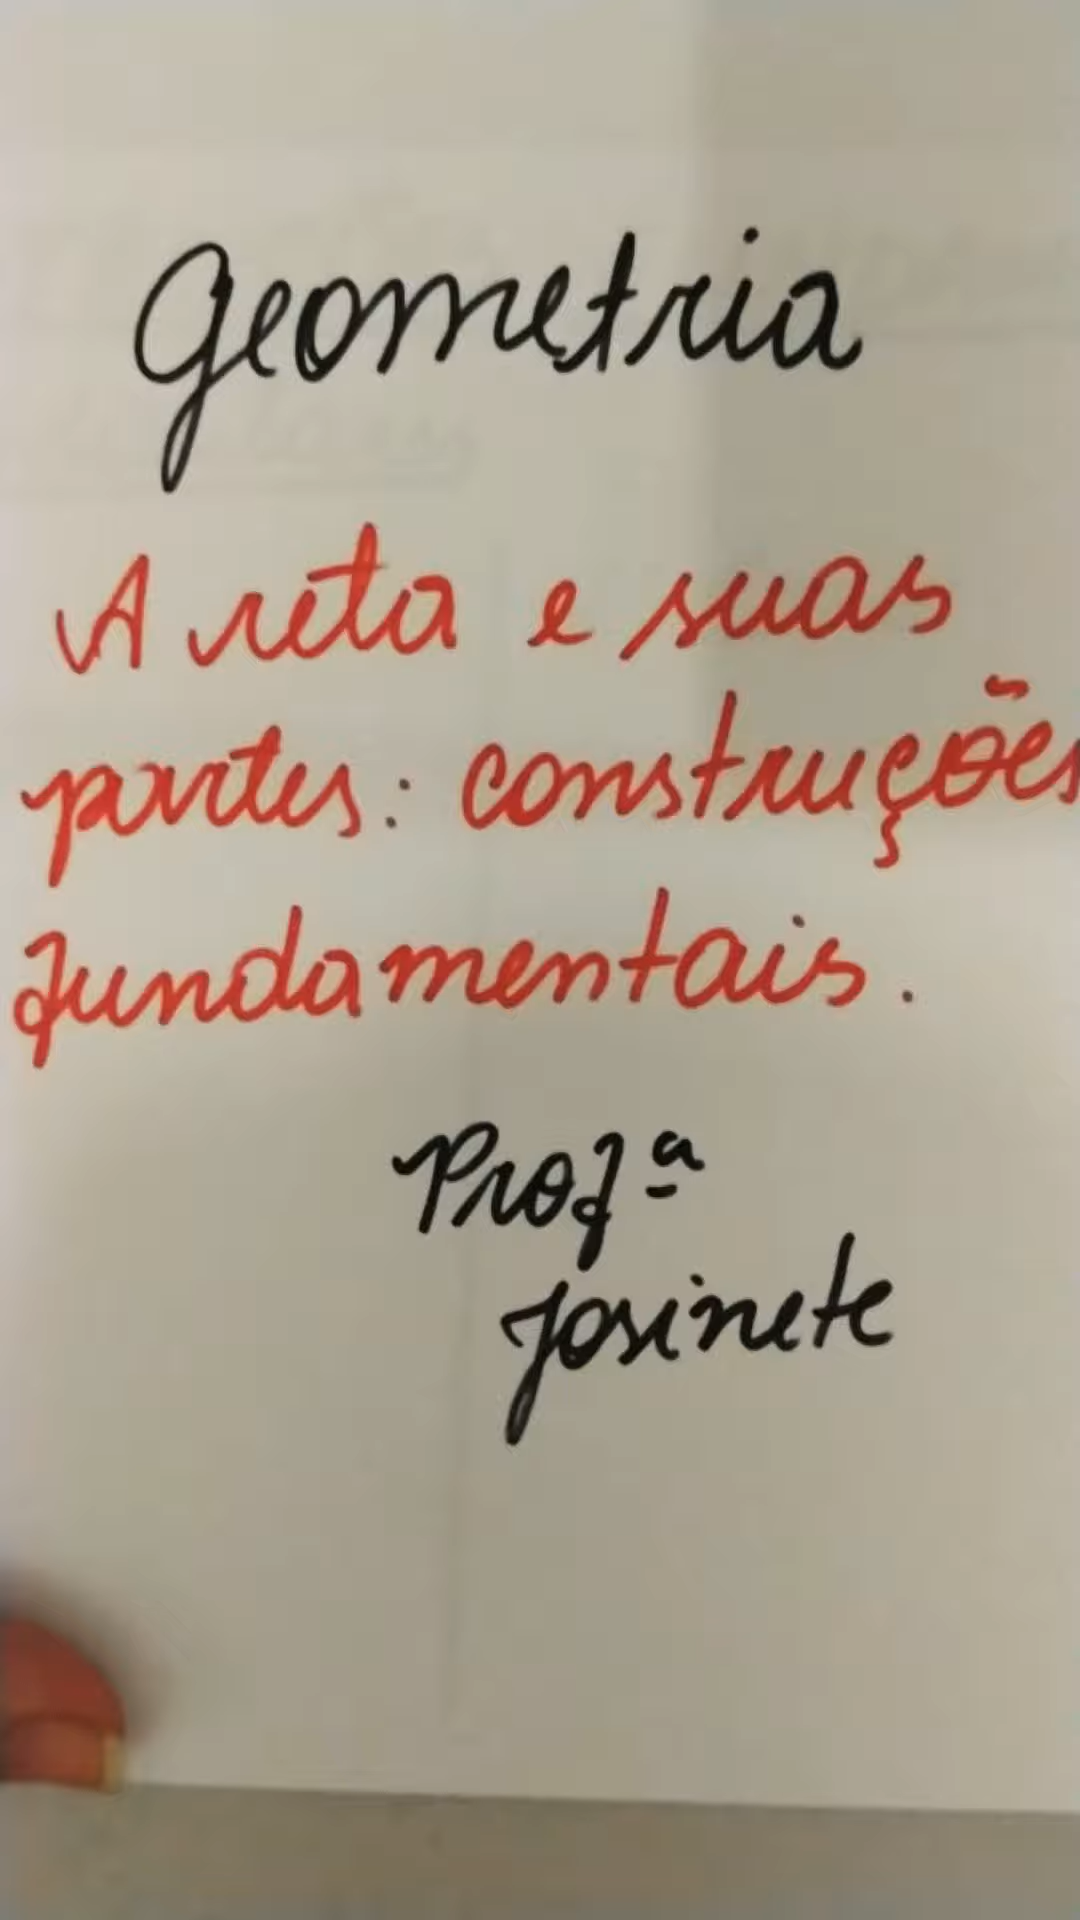 Geometria
A reta e suas
partes: construções
fundamentais.
Profª
Josinete